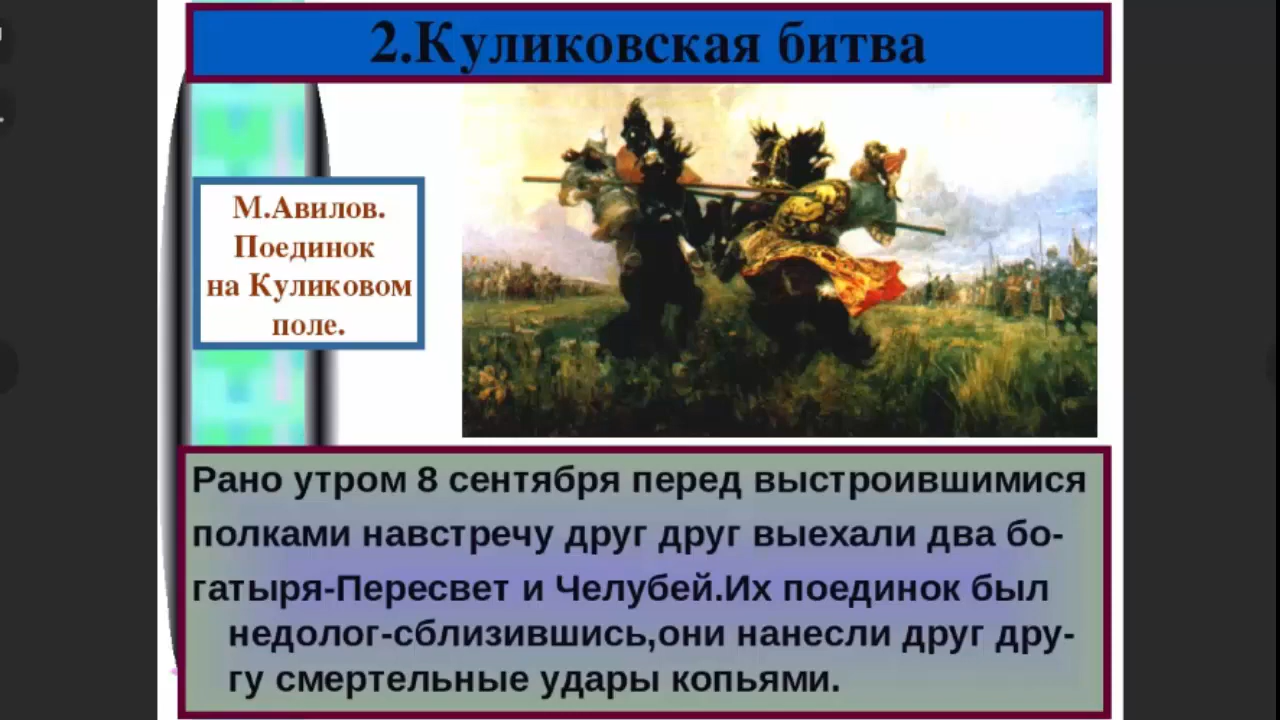 2.Куликовская битва
М.Авилов.
Поединок
на Куликовом
поле.
Рано утром 8 сентября перед выстроившимися
полками навстречу друг друг выехали два бо-
гатыря-Пересвет и Челубей.Их поединок был
недолог-сблизившись,они нанесли друг дру-
гу смертельные удары копьями.